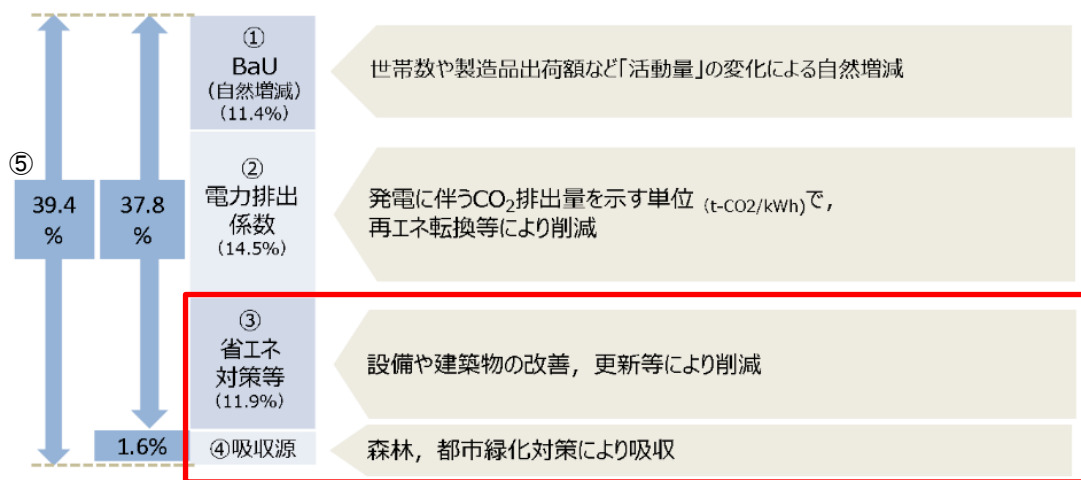 ①
BaU
(自然増減)
(11.4%)
世帯数や製造品出荷額など「活動量」の変化による自然増減
⑤
39.4
%
37.8
%
②
電力排出
係数
(14.5%)
発電に伴うCO₂排出量を示す単位 (t-CO2/kWh)で,
再エネ転換等により削減
③
省エネ
対策等
(11.9%)
設備や建築物の改善, 更新等により削減
1.6%
④吸収源
森林, 都市緑化対策により吸収